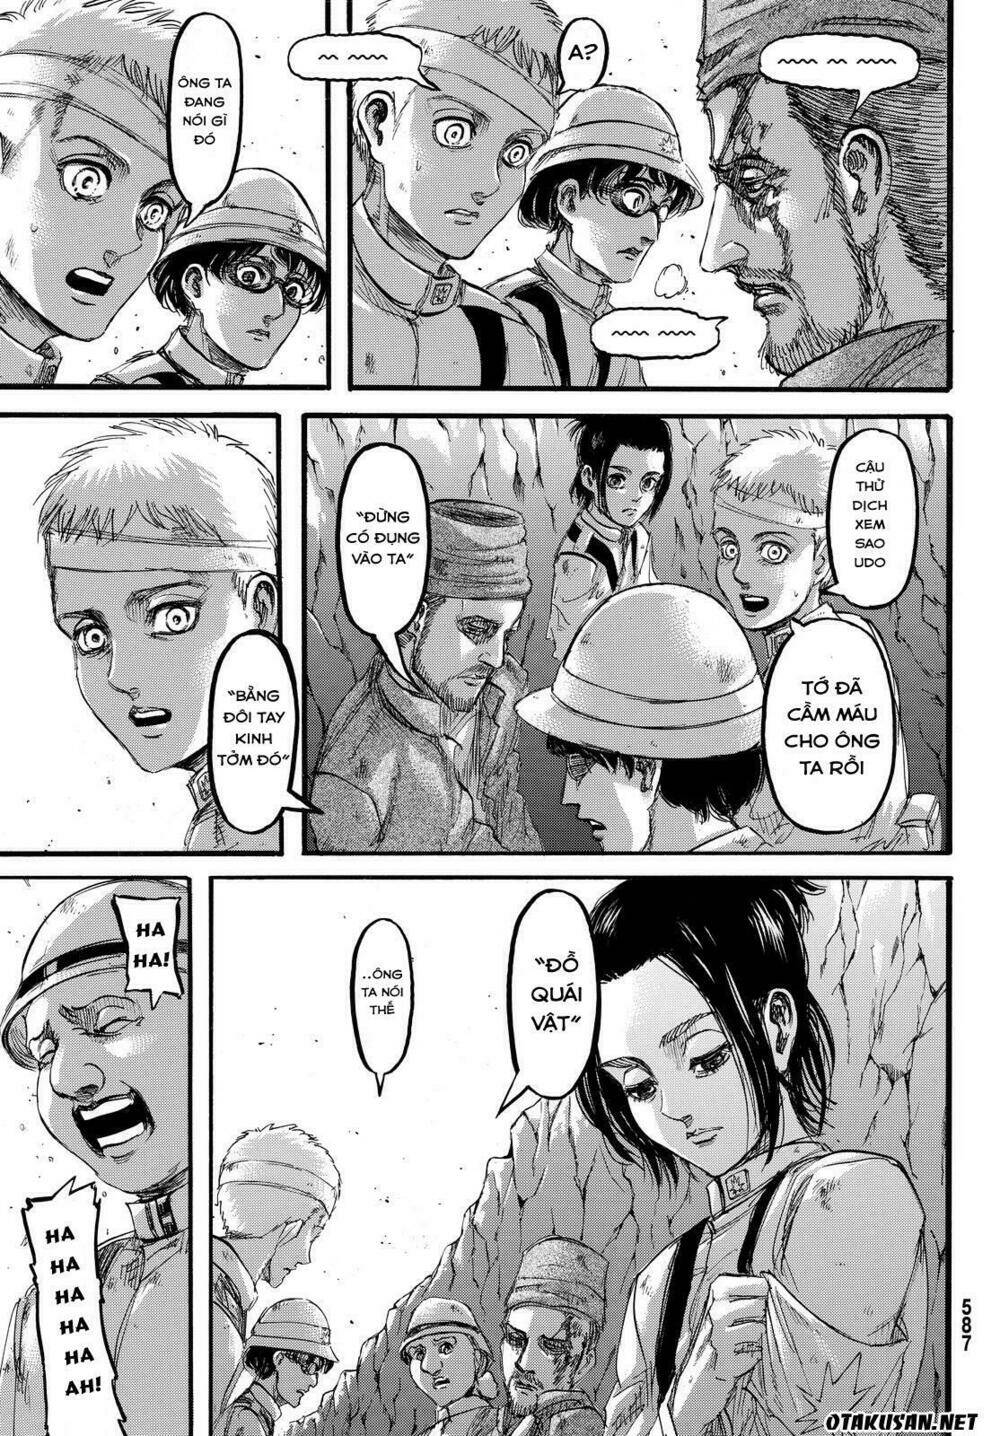 A?
ÔNG TA
ĐANG
NÓI GÌ
ĐÓ
CẬU THỬ
DỊCH
XEM
SAO
UDO
TỚ ĐÃ
CẦM MÁU
CHO ÔNG
TA RỒI
"ĐỪNG
CÓ ĐỤNG
VÀO TA"
"BẰNG
ĐÔI TAY
KINH
TỞM ĐÓ"
"ĐỒ
QUÁI
VẬT"
..ÔNG
TA NÓI
THẾ
HA
HA!
HA
HA
HA
HA
HA
AH!
587
OTAKUSAN.NET